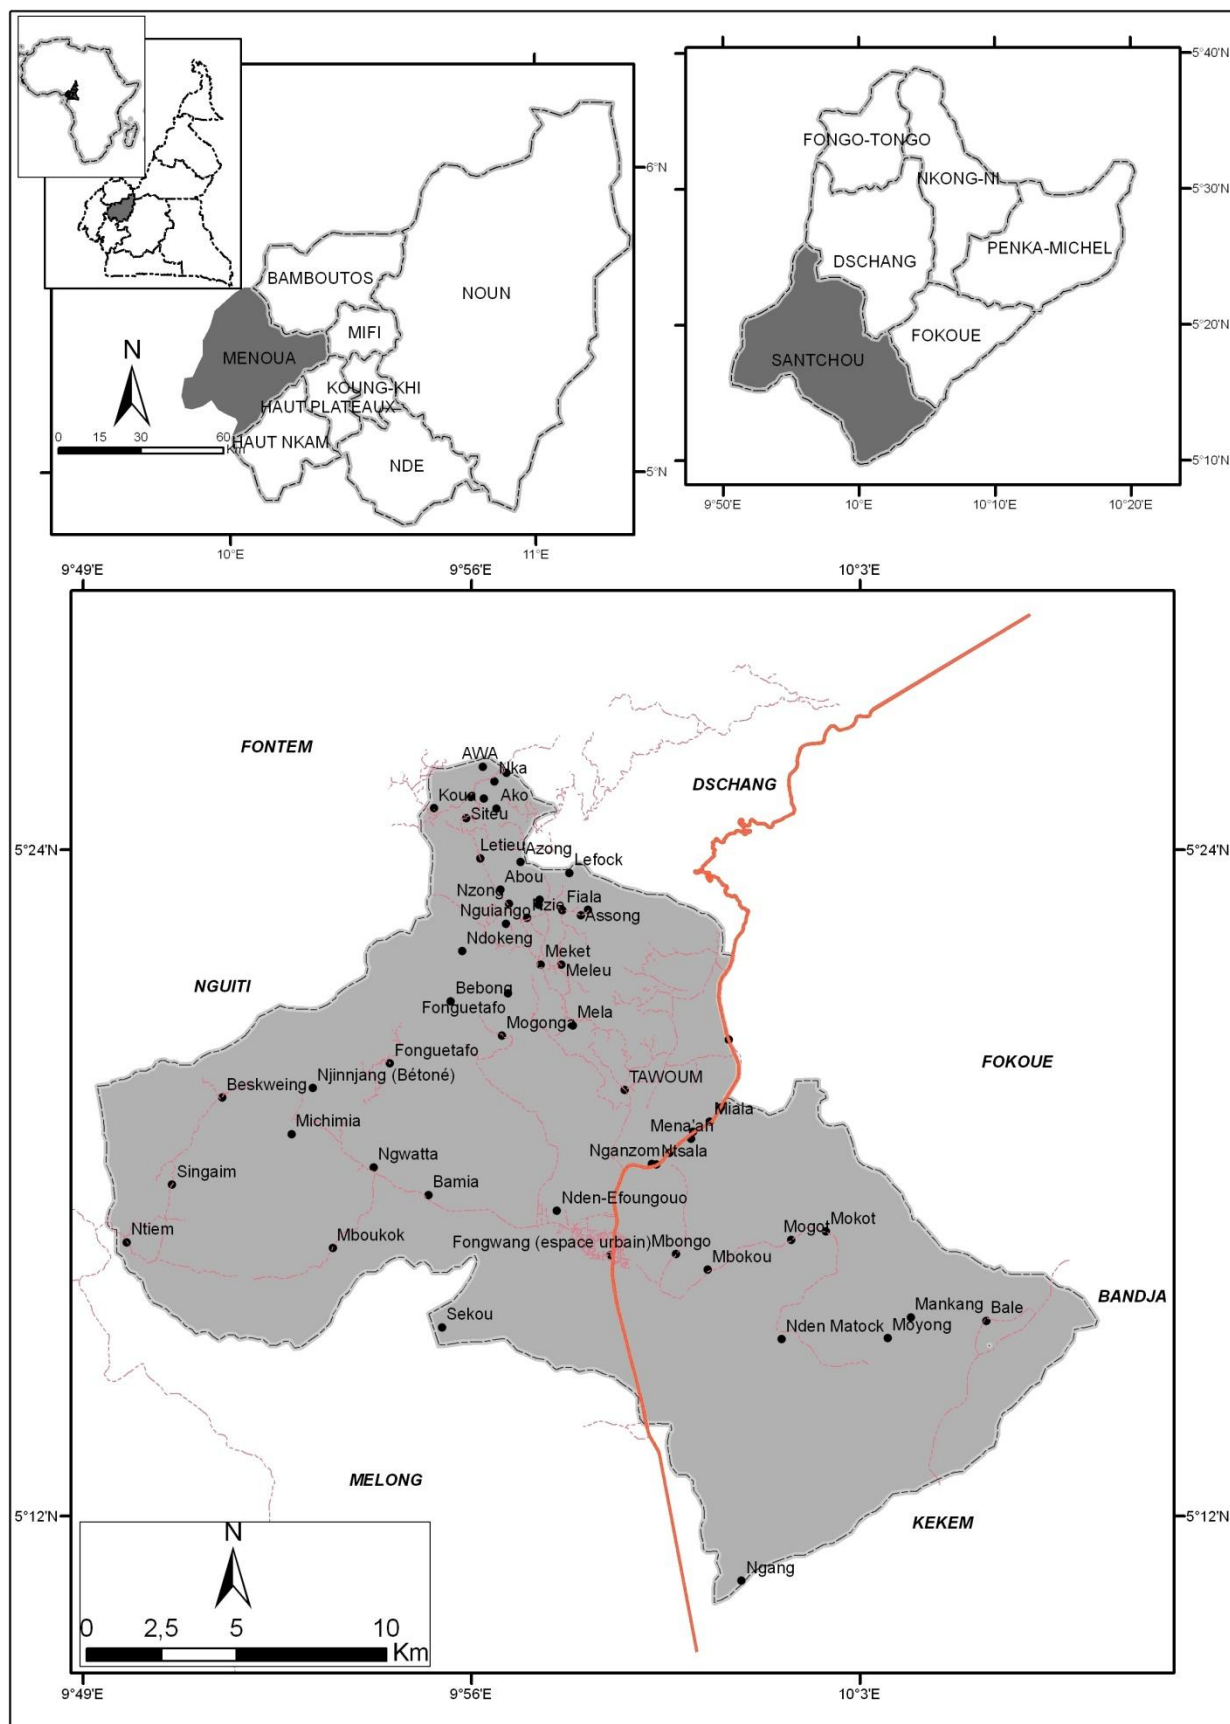 5°40'N
6°N
FONGO-TONGO
NKONG-NI
5°30'N
PENKA-MICHEL
DSCHANG
BAMBOUTOS
NOUN
MIFI
5°20'N
FOKOUE
SANTCHOU
N
MENOUA
KOUNG-KHI
HAUT PLATEAUX
0 15 30 60
Km
HAUT NKAM
NDE
5°N
5°10'N
9°50'E 10°E 10°10'E 10°20'E
10°E 11°E
9°49'E 9°56'E 10°3'E
FONTEM
AWA
Nka
DSCHANG
Ako
Siteu
5°24'N 5°24'N
Letieu
Azong
Lefock
Abou
Nzong
Fiala
Nguiango
Assong
Ndokeng
Meket
Meleu
NGUITI
Bebong
Fonguetafo
Mogonga
Mela
Fonguetafo
FOKOUE
Njinnjang (Bétoné)
Beskweing
TAWOUM
Miala
Michimia
Mena'ah
Nganzom
Ntsala
Ngwatta
Singaim
Bamia
Nden-Efoungouo
Ntiem
Mboukok
Fongwang (espace urbain)
Mbongo
Mogot
Mokot
Mbokou
BANDJA
Mankang
Bale
Sekou
Nden Matock
Moyong
MELONG
5°12'N 5°12'N
KEKEM
N
Ngang
0 2,5 5 10
Km
9°49'E 9°56'E 10°3'E